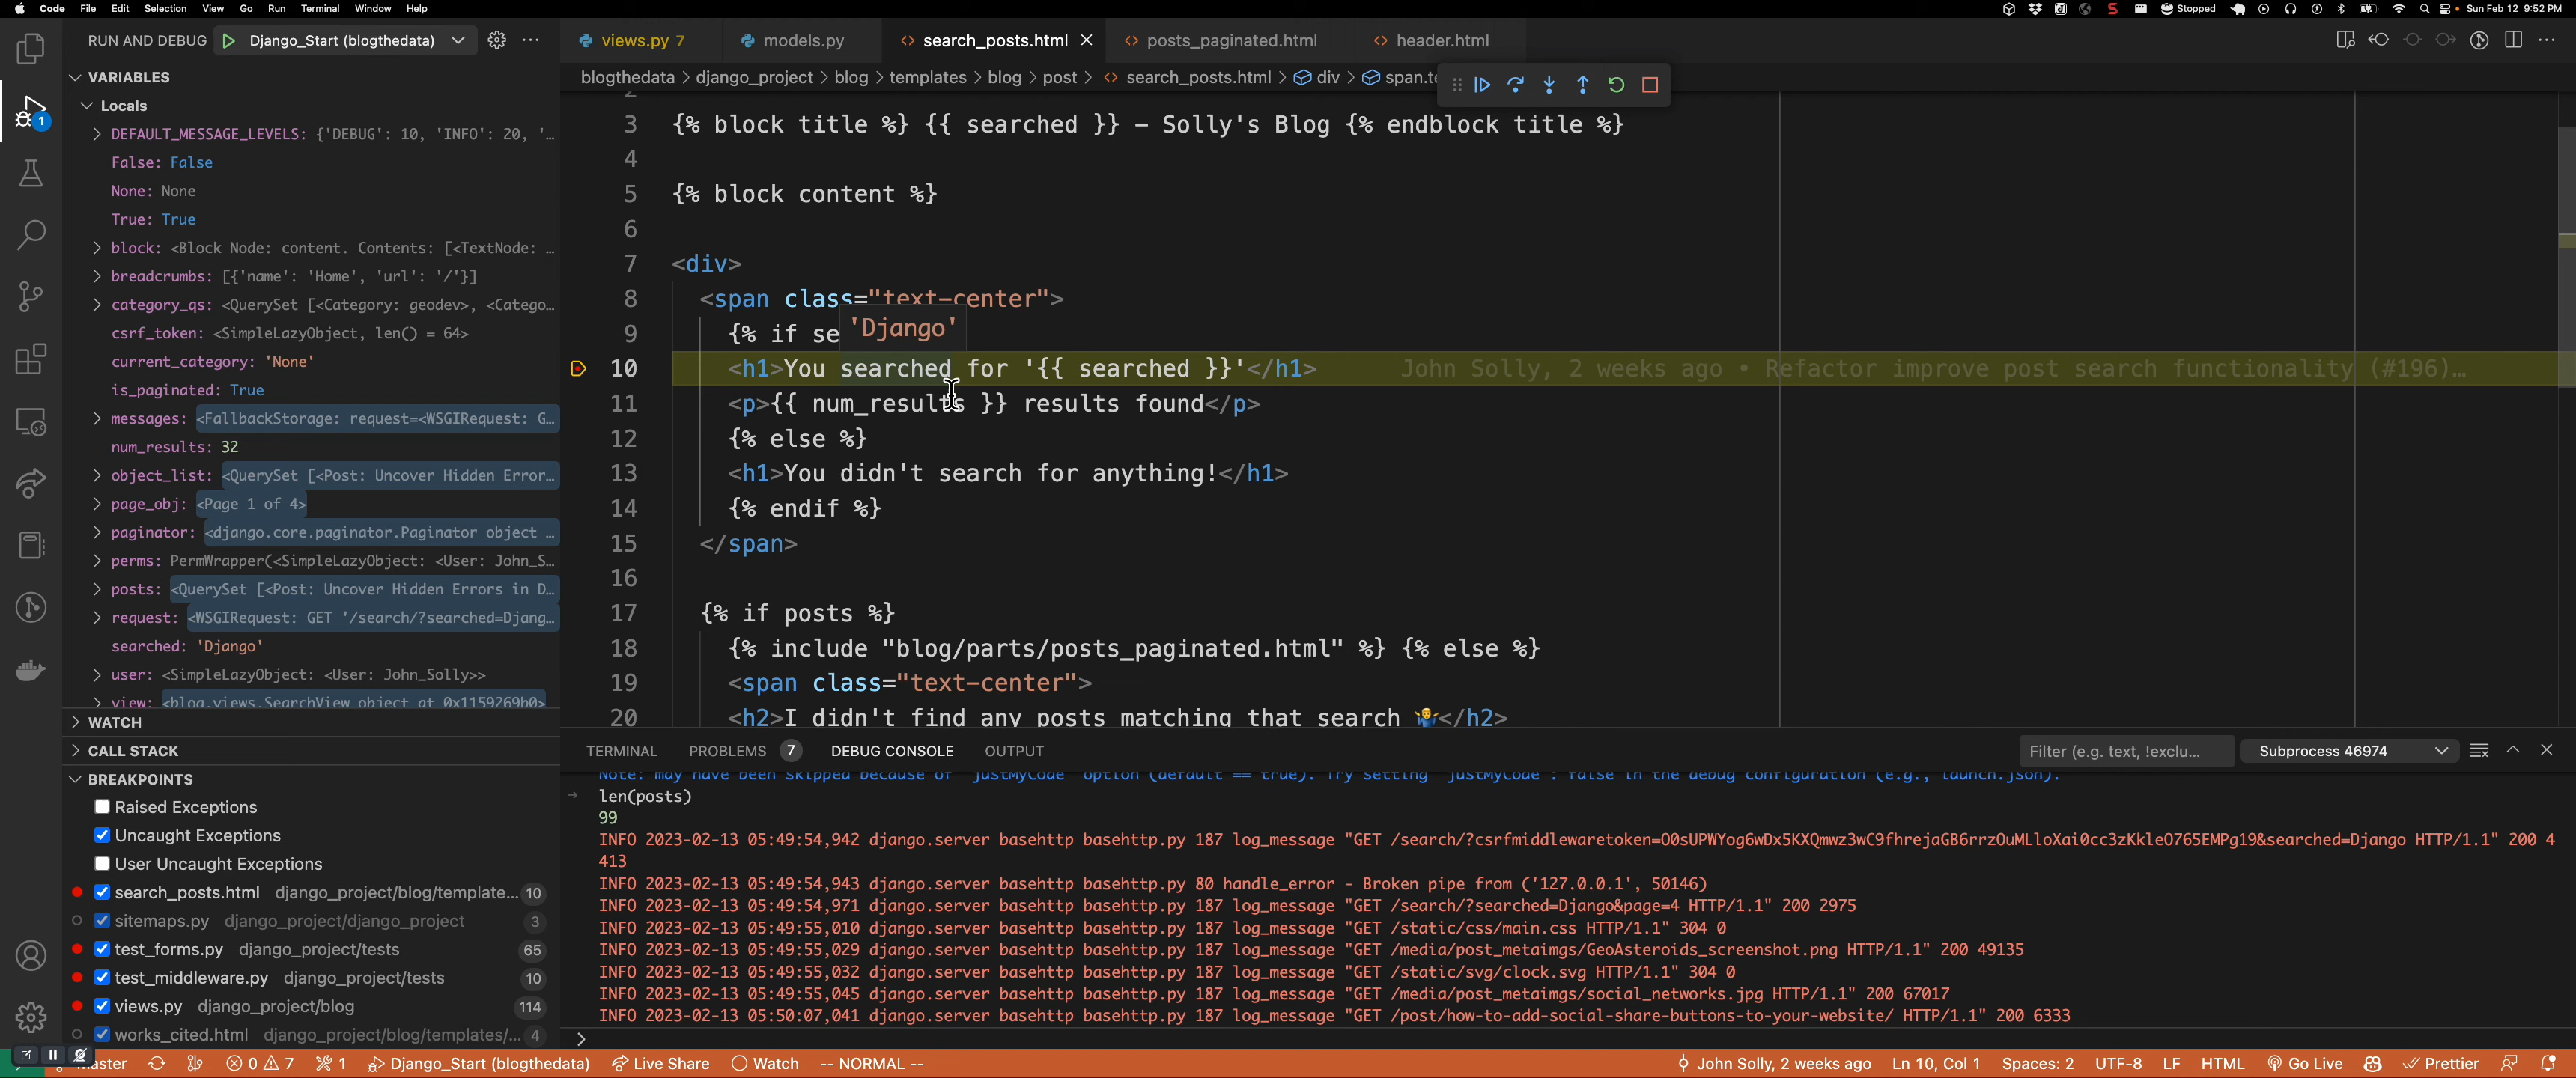 Code File Edit Selection View Go Run Terminal Window Help Stopped Sun Feb 12 9:52 PM
RUN AND DEBUG Django_Start (blogthedata)
views.py 7 models.py search_posts.html posts_paginated.html header.html
blogthedata > django_project > blog > templates > blog > post > search_posts.html > div > span.te
VARIABLES
Locals
DEFAULT_MESSAGE_LEVELS: {'DEBUG': 10, 'INFO': 20, '…
False: False
None: None
True: True
block: <Block Node: content. Contents: [<TextNode: …
breadcrumbs: [{'name': 'Home', 'url': '/'}]
category_qs: <QuerySet [<Category: geodev>, <Catego…
csrf_token: <SimpleLazyObject, len() = 64>
current_category: 'None'
is_paginated: True
messages: <FallbackStorage: request=<WSGIRequest: G…
num_results: 32
object_list: <QuerySet [<Post: Uncover Hidden Error…
page_obj: <Page 1 of 4>
paginator: <django.core.paginator.Paginator object …
perms: PermWrapper(<SimpleLazyObject: <User: John_S…
posts: <QuerySet [<Post: Uncover Hidden Errors in D…
request: <WSGIRequest: GET '/search/?searched=Djang…
searched: 'Django'
user: <SimpleLazyObject: <User: John_Solly>>
view: <blog.views.SearchView object at 0x1159269b0>
WATCH
CALL STACK
BREAKPOINTS
Raised Exceptions
Uncaught Exceptions
User Uncaught Exceptions
search_posts.html django_project/blog/template... 10
sitemaps.py django_project/django_project 3
test_forms.py django_project/tests 65
test_middleware.py django_project/tests 10
views.py django_project/blog 114
works_cited.html django_project/blog/templates/... 4
2
3 {% block title %} {{ searched }} – Solly's Blog {% endblock title %}
4
5 {% block content %}
6
7 <div>
8 <span class="text-center">
9 {% if se
'Django'
10 <h1>You searched for '{{ searched }}'</h1> John Solly, 2 weeks ago • Refactor improve post search functionality (#196)…
11 <p>{{ num_results }} results found</p>
12 {% else %}
13 <h1>You didn't search for anything!</h1>
14 {% endif %}
15 </span>
16
17 {% if posts %}
18 {% include "blog/parts/posts_paginated.html" %} {% else %}
19 <span class="text-center">
20 <h2>I didn't find any posts matching that search 🤷‍♂️</h2>
TERMINAL PROBLEMS 7 DEBUG CONSOLE OUTPUT Filter (e.g. text, !exclu... Subprocess 46974
Note: may have been skipped because of "justMyCode" option (default == true). Try setting "justMyCode": false in the debug configuration (e.g., launch.json).
len(posts)
99
INFO 2023-02-13 05:49:54,942 django.server basehttp basehttp.py 187 log_message "GET /search/?csrfmiddlewaretoken=O0sUPWYog6wDx5KXQmwz3wC9fhrejaGB6rrzOuMLloXai0cc3zKkleO765EMPg19&searched=Django HTTP/1.1" 200 4
413
INFO 2023-02-13 05:49:54,943 django.server basehttp basehttp.py 80 handle_error - Broken pipe from ('127.0.0.1', 50146)
INFO 2023-02-13 05:49:54,971 django.server basehttp basehttp.py 187 log_message "GET /search/?searched=Django&page=4 HTTP/1.1" 200 2975
INFO 2023-02-13 05:49:55,010 django.server basehttp basehttp.py 187 log_message "GET /static/css/main.css HTTP/1.1" 304 0
INFO 2023-02-13 05:49:55,029 django.server basehttp basehttp.py 187 log_message "GET /media/post_metaimgs/GeoAsteroids_screenshot.png HTTP/1.1" 200 49135
INFO 2023-02-13 05:49:55,032 django.server basehttp basehttp.py 187 log_message "GET /static/svg/clock.svg HTTP/1.1" 304 0
INFO 2023-02-13 05:49:55,045 django.server basehttp basehttp.py 187 log_message "GET /media/post_metaimgs/social_networks.jpg HTTP/1.1" 200 67017
INFO 2023-02-13 05:50:07,041 django.server basehttp basehttp.py 187 log_message "GET /post/how-to-add-social-share-buttons-to-your-website/ HTTP/1.1" 200 6333
aster 0 7 1 Django_Start (blogthedata) Live Share Watch -- NORMAL -- John Solly, 2 weeks ago Ln 10, Col 1 Spaces: 2 UTF-8 LF HTML Go Live Prettier